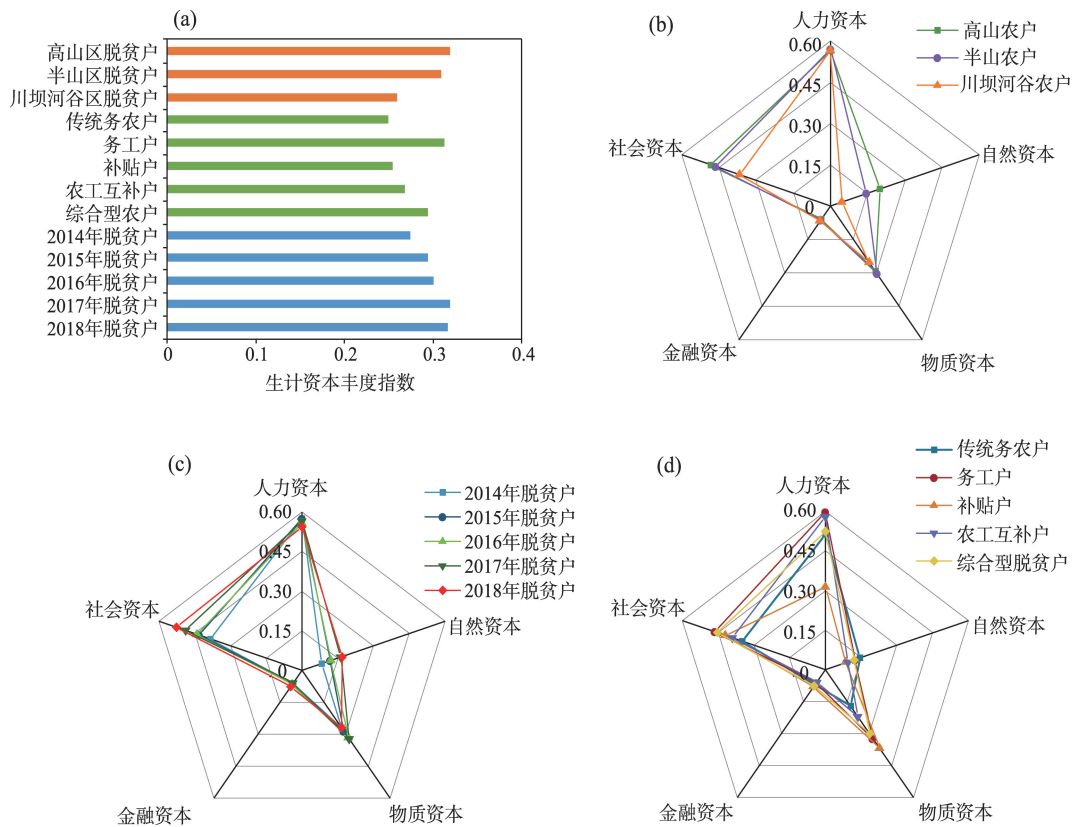 (a)
高山区脱贫户
半山区脱贫户
川坝河谷区脱贫户
传统务农户
务工户
补贴户
农工互补户
综合型农户
2014年脱贫户
2015年脱贫户
2016年脱贫户
2017年脱贫户
2018年脱贫户
0 0.1 0.2 0.3 0.4
生计资本丰度指数
(b)
人力资本
高山农户
半山农户
川坝河谷农户
0.60
0.45
0.30
0.15
0
社会资本
自然资本
金融资本
物质资本
(c)
人力资本
2014年脱贫户
2015年脱贫户
2016年脱贫户
2017年脱贫户
2018年脱贫户
0.60
0.45
0.30
0.15
0
社会资本
自然资本
金融资本
物质资本
(d)
人力资本
传统务农户
务工户
补贴户
农工互补户
综合型脱贫户
0.60
0.45
0.30
0.15
0
社会资本
自然资本
金融资本
物质资本